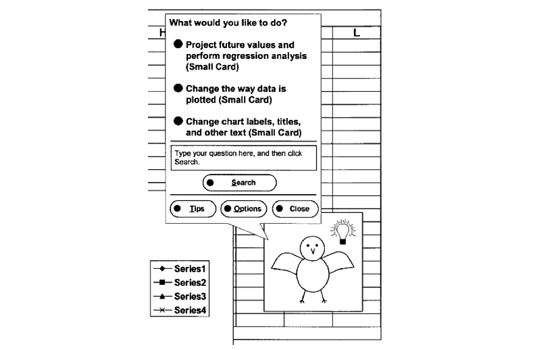 What would you like to do?
H
L
Project future values and
perform regression analysis
(Small Card)
Change the way data is
plotted (Small Card)
Change chart labels, titles,
and other text (Small Card)
Type your question here, and then click
Search.
Search
Tips
Options
Close
Series1
Series2
Series3
Series4